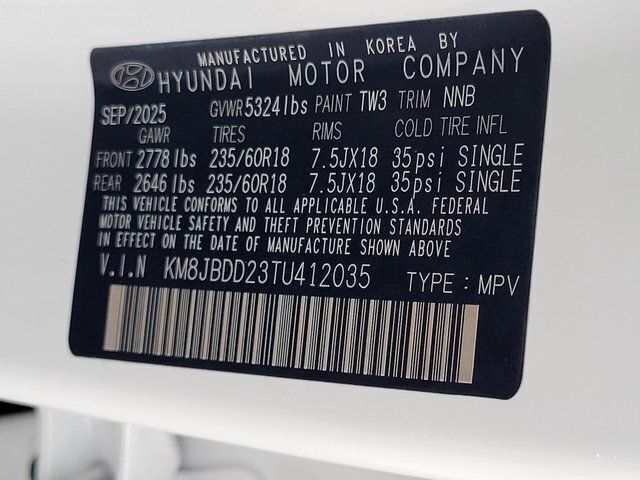 MANUFACTURED IN KOREA BY
HYUNDAI MOTOR COMPANY
SEP/2025 GVWR 5324lbs PAINT TW3 TRIM NNB
GAWR TIRES RIMS COLD TIRE INFL
FRONT 2778 lbs 235/60R18 7.5JX18 35psi SINGLE
REAR 2646 lbs 235/60R18 7.5JX18 35psi SINGLE
THIS VEHICLE CONFORMS TO ALL APPLICABLE U.S.A. FEDERAL
MOTOR VEHICLE SAFETY AND THEFT PREVENTION STANDARDS
IN EFFECT ON THE DATE OF MANUFACTURE SHOWN ABOVE
V.I.N KM8JBDD23TU412035 TYPE : MPV